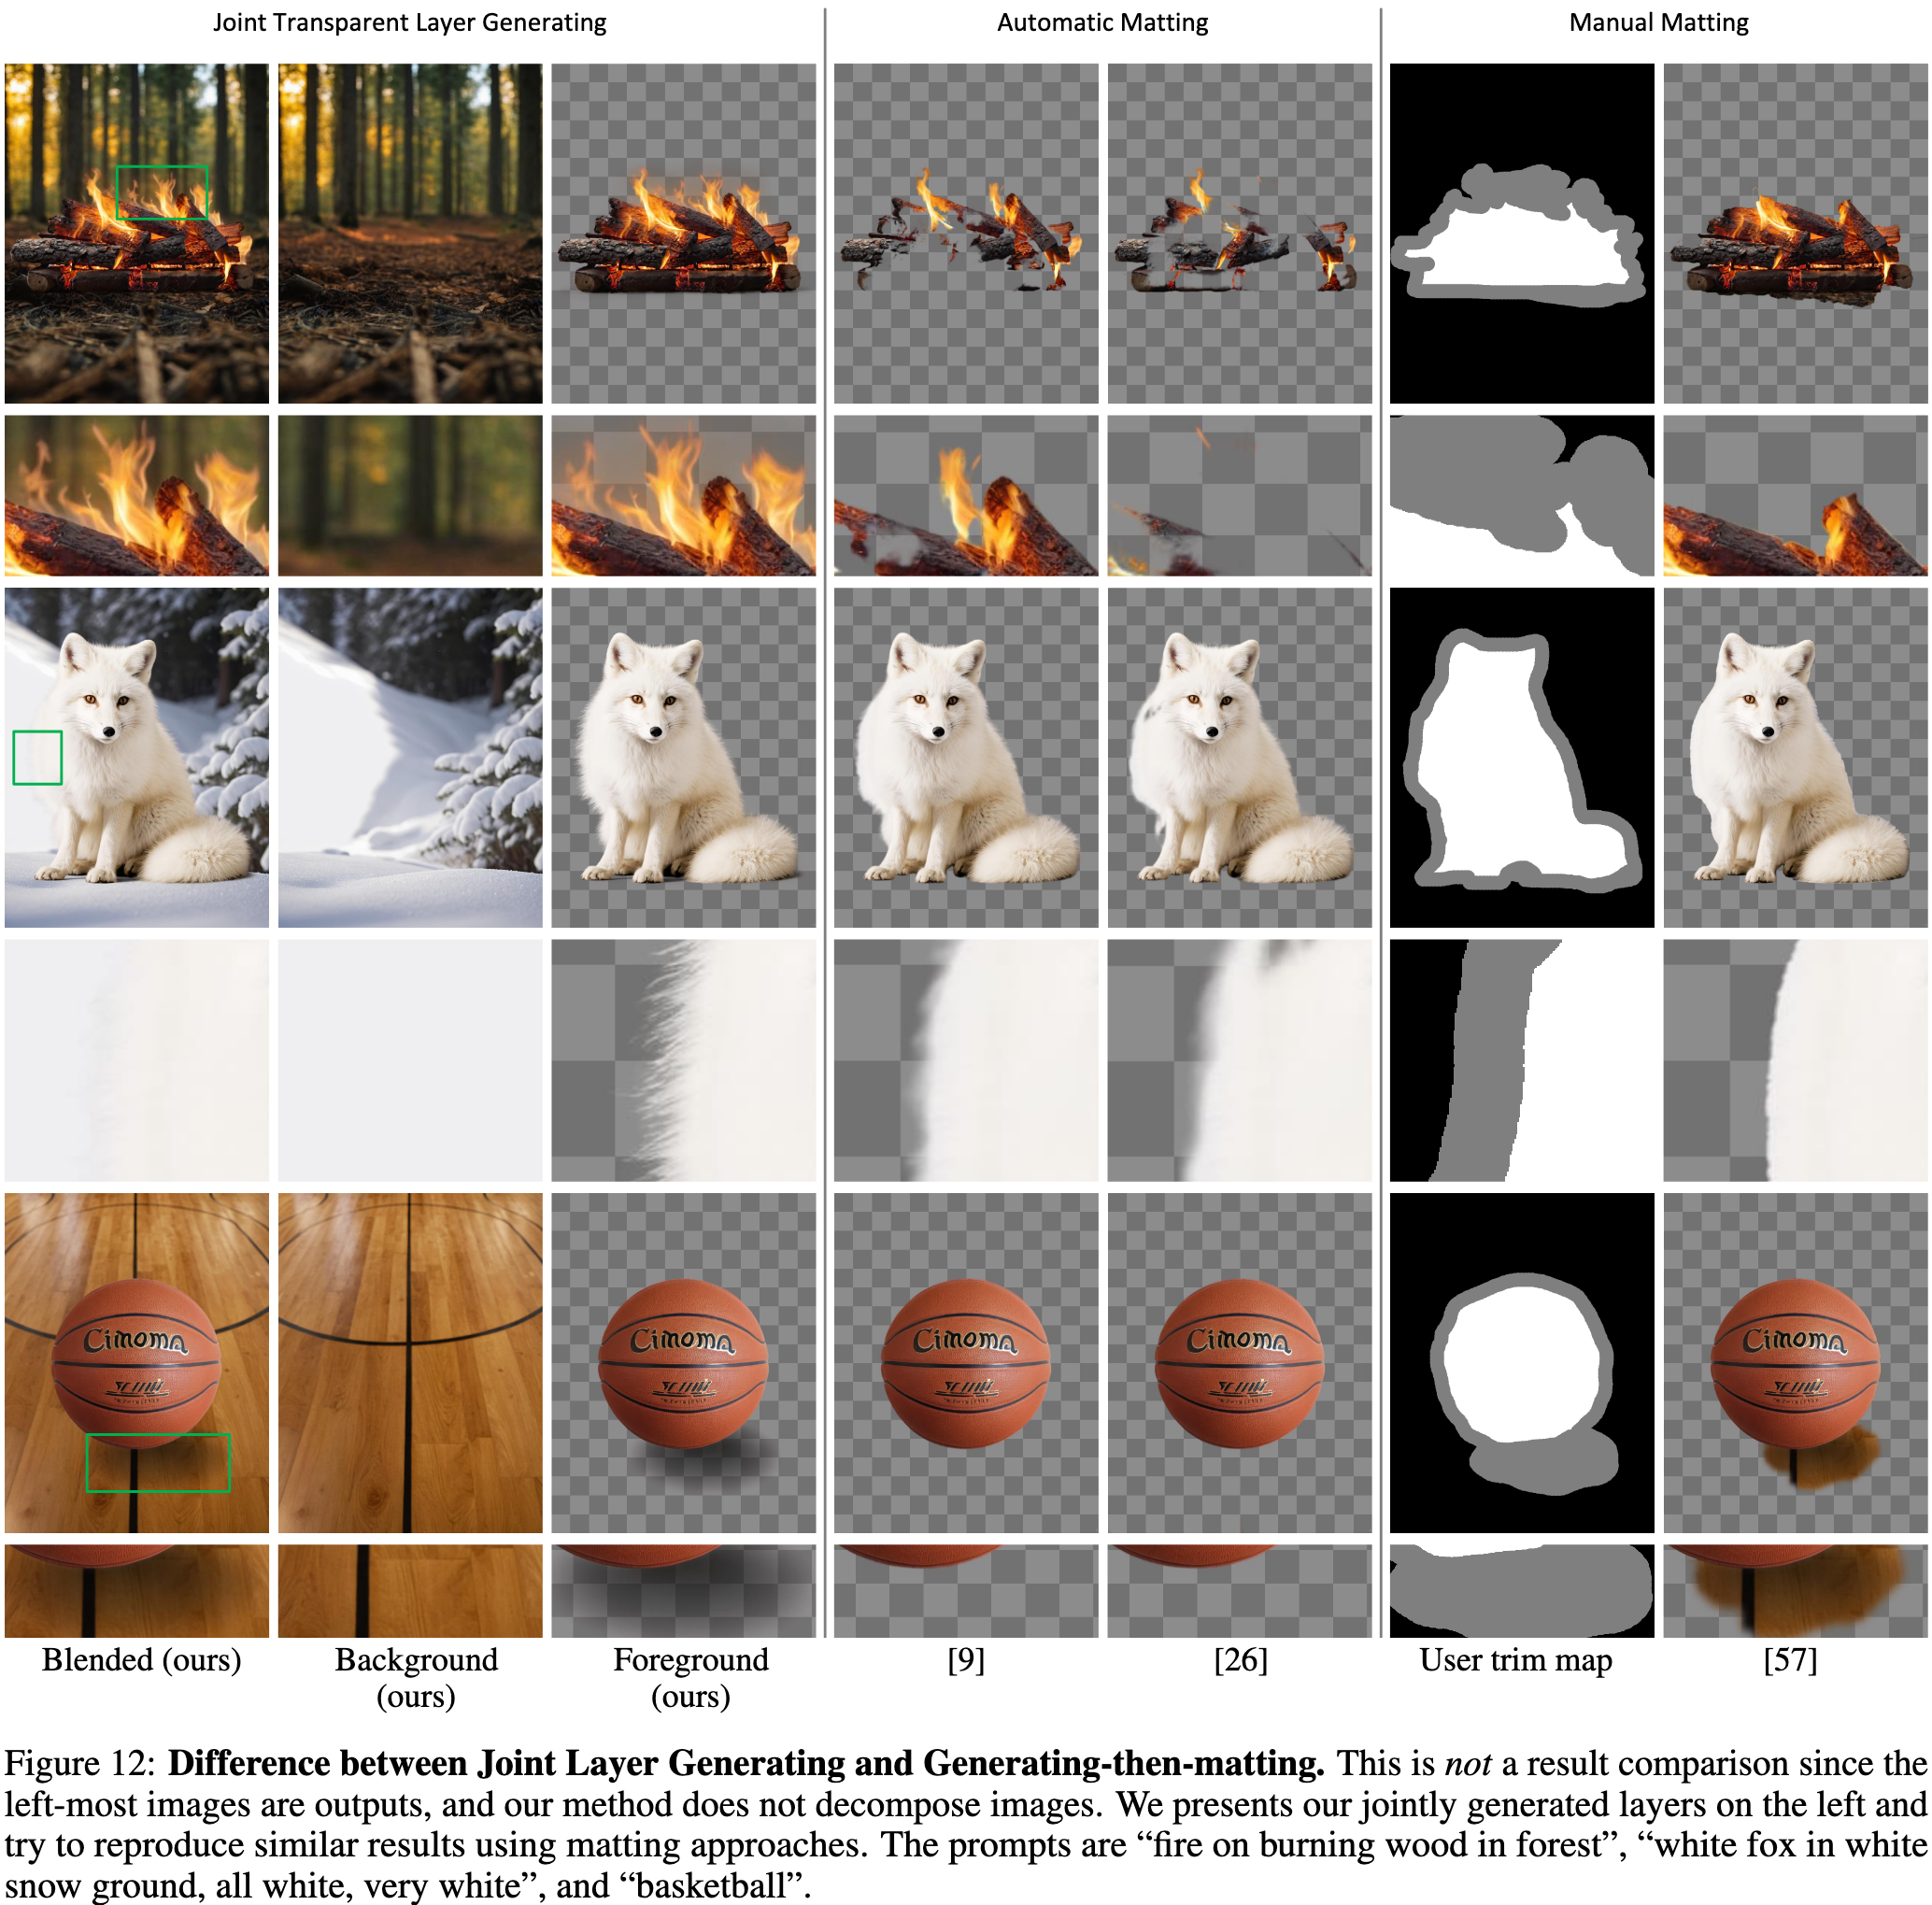 Joint Transparent Layer Generating
Automatic Matting
Manual Matting
Cimoma
Cimoma
Cimoma
Cimoma
Blended (ours)
Background
(ours)
Foreground
(ours)
[9]
[26]
User trim map
[57]
Figure 12: Difference between Joint Layer Generating and Generating-then-matting. This is not a result comparison since the
left-most images are outputs, and our method does not decompose images. We presents our jointly generated layers on the left and
try to reproduce similar results using matting approaches. The prompts are “fire on burning wood in forest”, “white fox in white
snow ground, all white, very white”, and “basketball”.